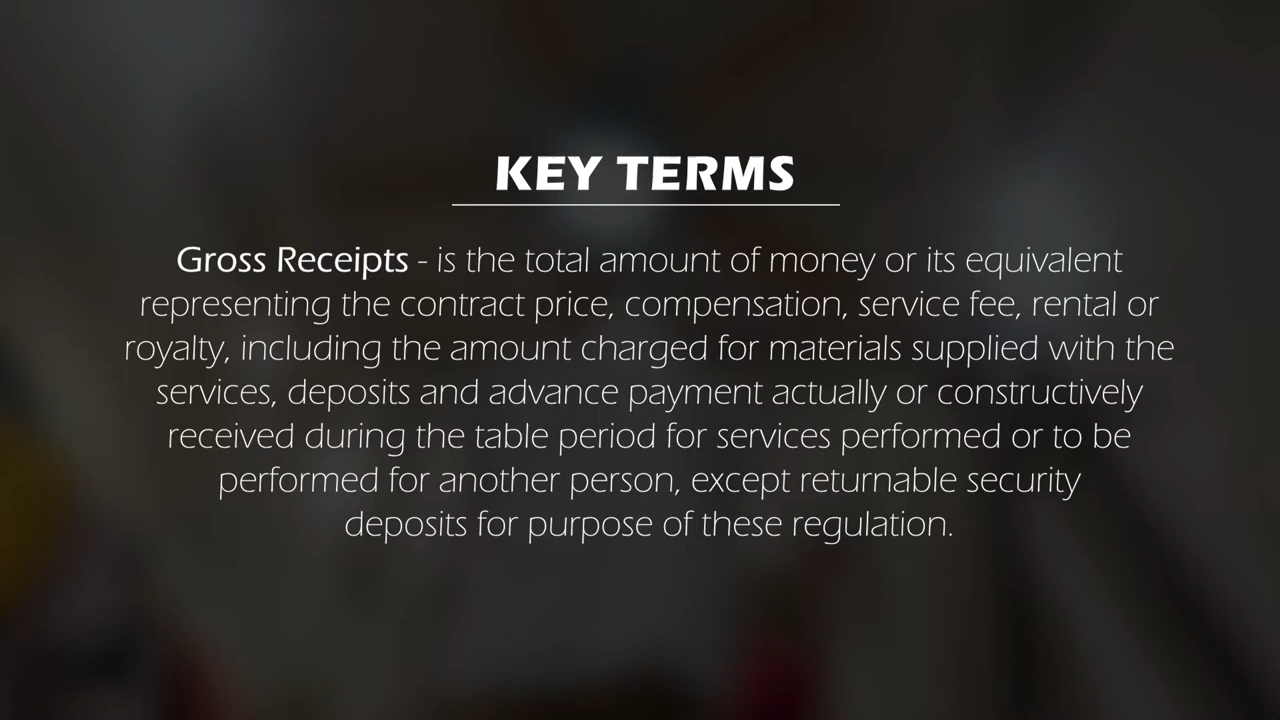 KEY TERMS
Gross Receipts - is the total amount of money or its equivalent
representing the contract price, compensation, service fee, rental or
royalty, including the amount charged for materials supplied with the
services, deposits and advance payment actually or constructively
received during the table period for services performed or to be
performed for another person, except returnable security
deposits for purpose of these regulation.